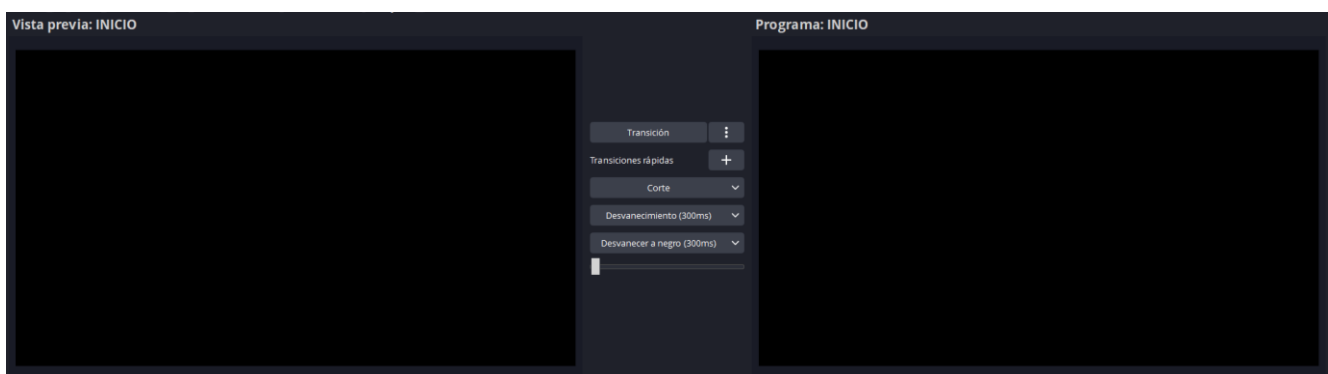 Vista previa: INICIO
Programa: INICIO
Transición
Transiciones rápidas
Corte
Desvanecimiento (300ms)
Desvanecer a negro (300ms)